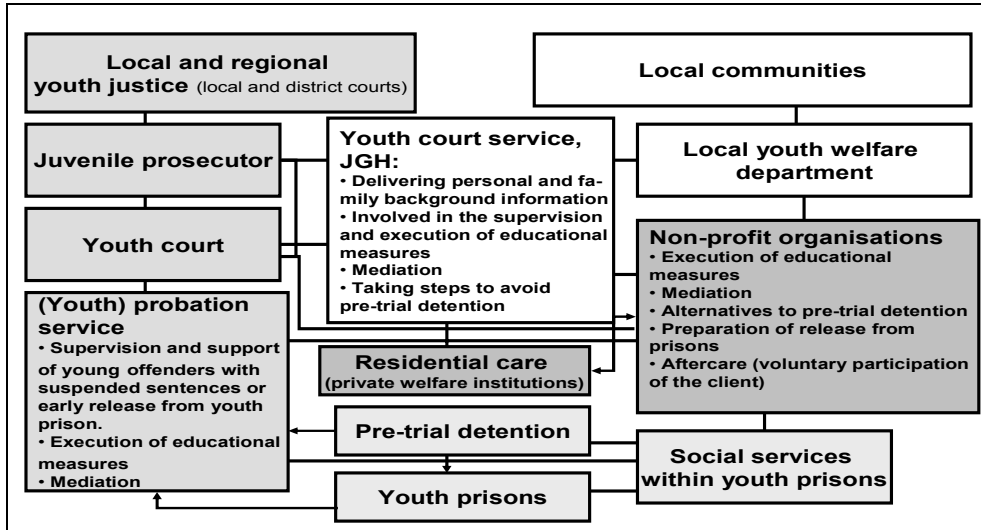 Local and regional
youth justice (local and district courts)
Local communities
Juvenile prosecutor
Youth court service,
JGH:
• Delivering personal and fa-
mily background information
• Involved in the supervision
and execution of educational
measures
• Mediation
• Taking steps to avoid
pre-trial detention
Local youth welfare
department
Youth court
Non-profit organisations
• Execution of educational
measures
• Mediation
• Alternatives to pre-trial detention
• Preparation of release from
prisons
• Aftercare (voluntary participation
of the client)
(Youth) probation
service
• Supervision and support
of young offenders with
suspended sentences or
early release from youth
prison.
• Execution of educational
measures
• Mediation
Residential care
(private welfare institutions)
Pre-trial detention
Social services
within youth prisons
Youth prisons